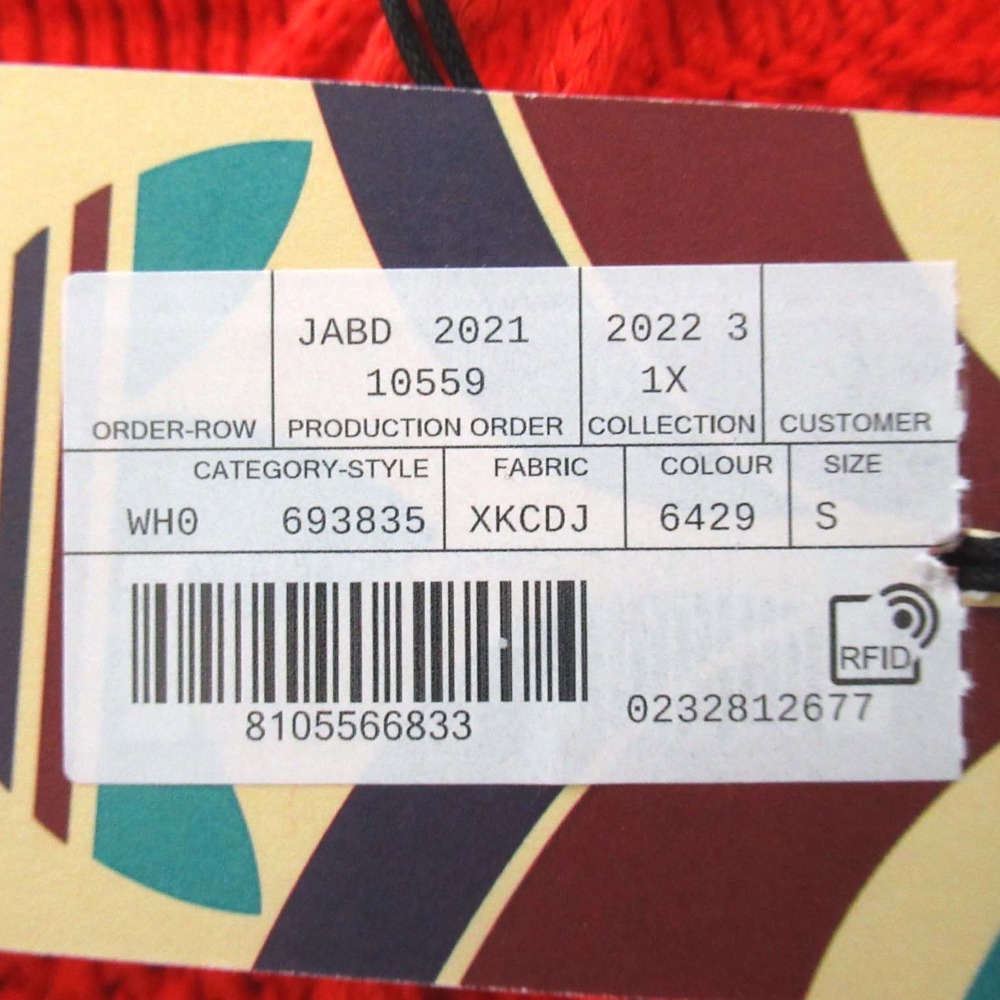 JABD 2021 2022 3
10559 1X
ORDER-ROW PRODUCTION ORDER COLLECTION CUSTOMER
CATEGORY-STYLE FABRIC COLOUR SIZE
WH0 693835 XKCDJ 6429 S
RFID
8105566833 0232812677